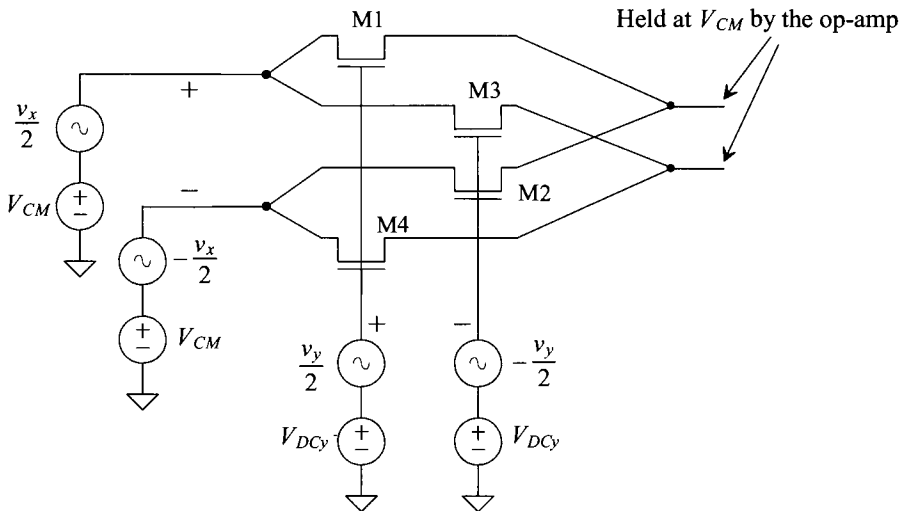 M1
Held at V_CM by the op-amp
+
M3
v_x/2
−
M2
V_CM
+
−
M4
−v_x/2
+
−
V_CM
+
−
v_y/2
−v_y/2
V_DCy
+
−
+
−
V_DCy